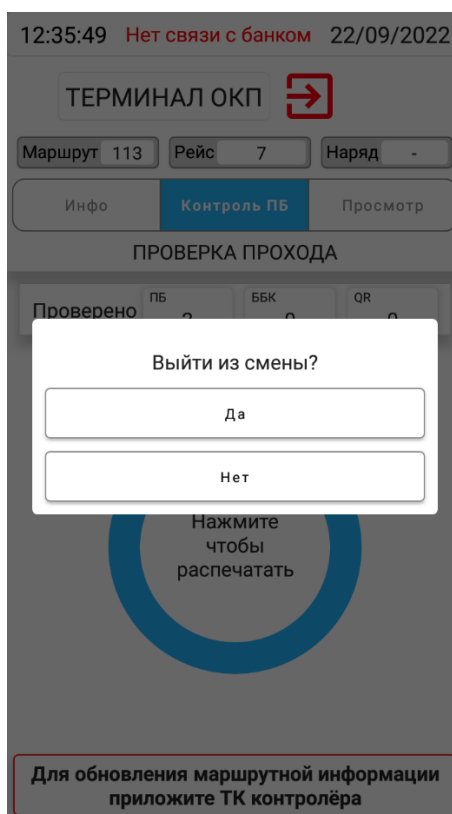 12:35:49 Нет связи с банком 22/09/2022
ТЕРМИНАЛ ОКП
Маршрут 113 Рейс 7 Наряд -
Инфо Контроль ПБ Просмотр
ПРОВЕРКА ПРОХОДА
ПБ ББК QR
Проверено
Выйти из смены?
Да
Нет
Нажмите
чтобы
распечатать
Для обновления маршрутной информации
приложите ТК контролёра